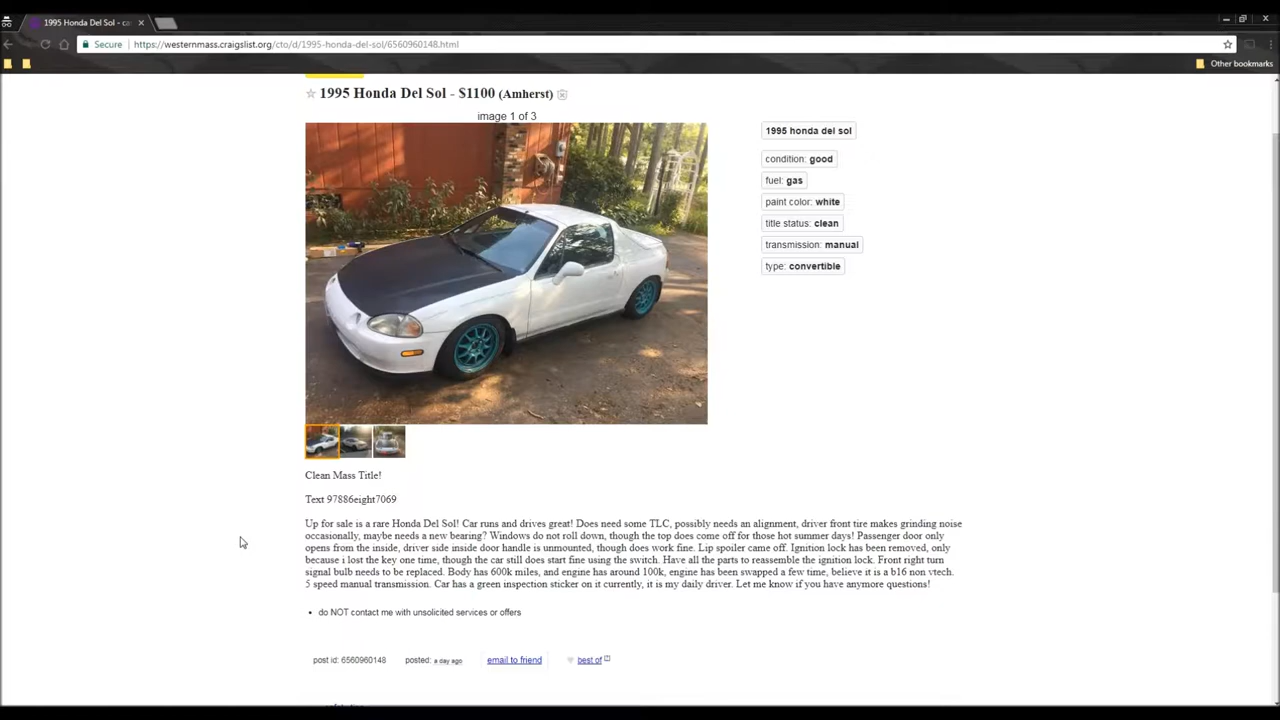 1995 Honda Del Sol - ca
Secure
https://westernmass.craigslist.org/cto/d/1995-honda-del-sol/6560960148.html
Other bookmarks
1995 Honda Del Sol - $1100 (Amherst)
image 1 of 3
1995 honda del sol
condition: good
fuel: gas
paint color: white
title status: clean
transmission: manual
type: convertible
Clean Mass Title!
Text 97886eight7069
Up for sale is a rare Honda Del Sol! Car runs and drives great! Does need some TLC, possibly needs an alignment, driver front tire makes grinding noise
occasionally, maybe needs a new bearing? Windows do not roll down, though the top does come off for those hot summer days! Passenger door only
opens from the inside, driver side inside door handle is unmounted, though does work fine. Lip spoiler came off. Ignition lock has been removed, only
because i lost the key one time, though the car still does start fine using the switch. Have all the parts to reassemble the ignition lock. Front right turn
signal bulb needs to be replaced. Body has 600k miles, and engine has around 100k, engine has been swapped a few time, believe it is a b16 non vtech.
5 speed manual transmission. Car has a green inspection sticker on it currently, it is my daily driver. Let me know if you have anymore questions!
• do NOT contact me with unsolicited services or offers
post id: 6560960148
posted: a day ago
email to friend
best of [?]